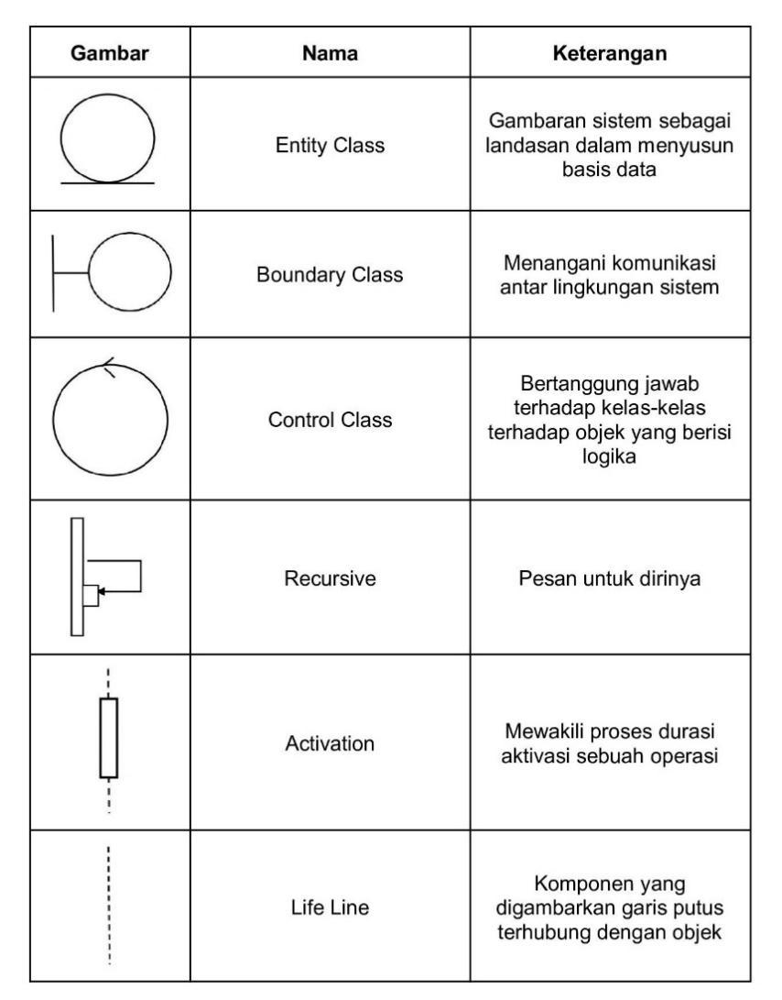 Gambar Nama Keterangan
Entity Class
Gambaran sistem sebagai
landasan dalam menyusun
basis data
Boundary Class
Menangani komunikasi
antar lingkungan sistem
Control Class
Bertanggung jawab
terhadap kelas-kelas
terhadap objek yang berisi
logika
Recursive
Pesan untuk dirinya
Activation
Mewakili proses durasi
aktivasi sebuah operasi
Life Line
Komponen yang
digambarkan garis putus
terhubung dengan objek